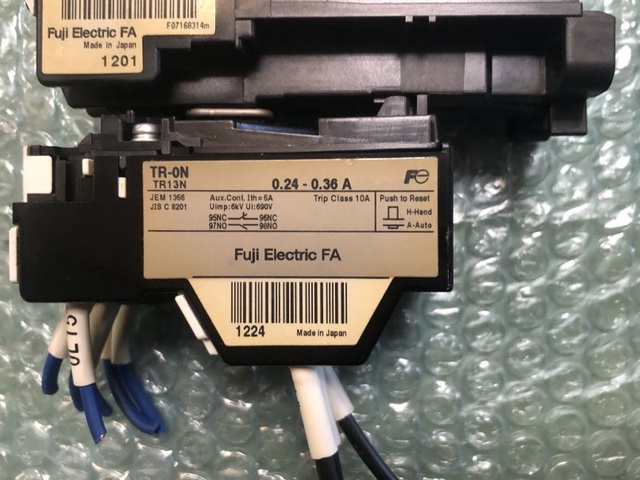 F07168314m
Fuji Electric FA
Made in Japan
1201
TR-0N
TR13N
0.24 - 0.36 A
Fe
JEM 1366
JIS C 8201
Aux.Cont. Ith=5A
Trip Class 10A
Uimp:6kV Ui:690V
95NC 96NC
97NO 98NO
Push to Reset
H-Hand
A-Auto
Fuji Electric FA
1224
Made in Japan